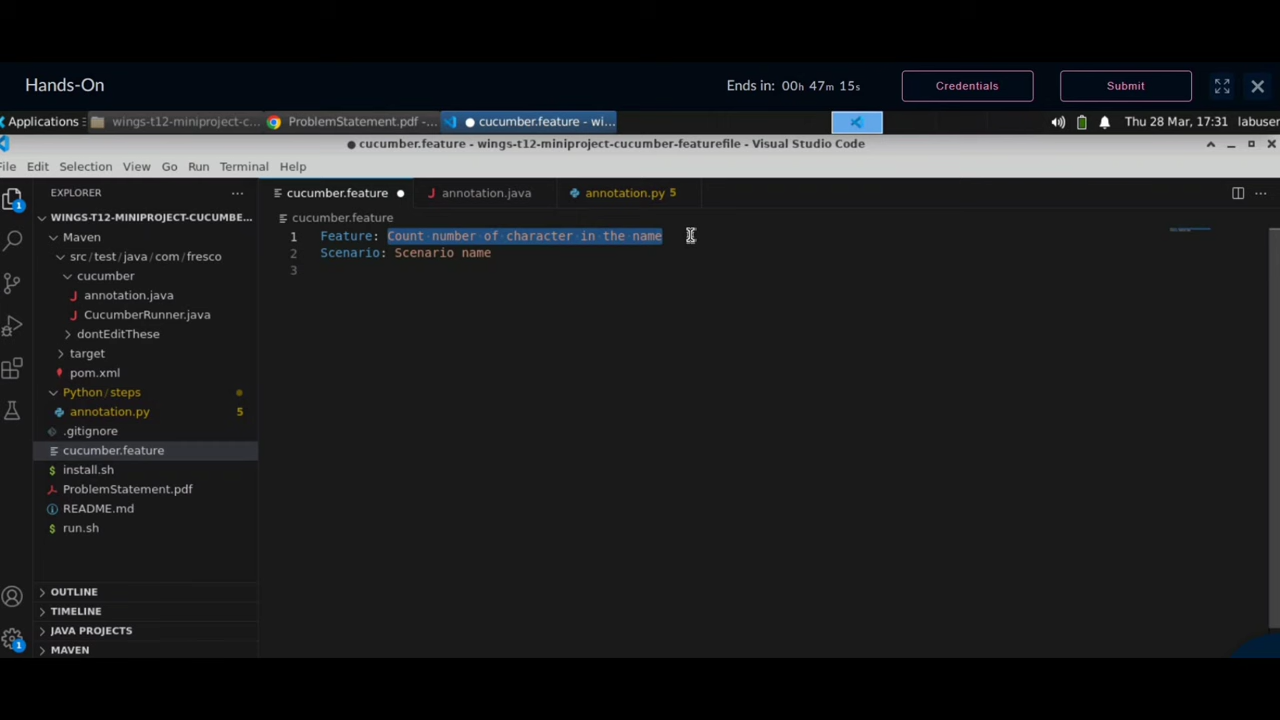 Hands-On
Ends in: 00h 47m 15s
Credentials
Submit
Applications
wings-t12-miniproject-c...
ProblemStatement.pdf -...
cucumber.feature - wi...
Thu 28 Mar, 17:31
labuser
● cucumber.feature - wings-t12-miniproject-cucumber-featurefile - Visual Studio Code
File Edit Selection View Go Run Terminal Help
EXPLORER
cucumber.feature ●
annotation.java
annotation.py 5
WINGS-T12-MINIPROJECT-CUCUMBE...
Maven
src/test/java/com/fresco
cucumber
annotation.java
CucumberRunner.java
dontEditThese
target
pom.xml
Python/steps
annotation.py 5
.gitignore
cucumber.feature
install.sh
ProblemStatement.pdf
README.md
run.sh
OUTLINE
TIMELINE
JAVA PROJECTS
MAVEN
1
1
cucumber.feature
1 Feature: Count number of character in the name
2 Scenario: Scenario name
3